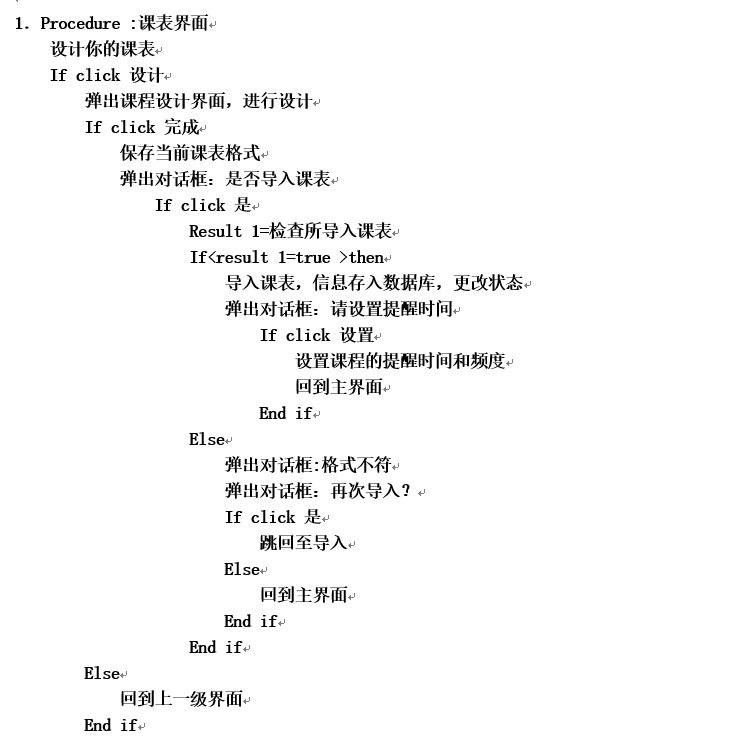 1. Procedure :课表界面
设计你的课表
If click 设计
弹出课程设计界面，进行设计
If click 完成
保存当前课表格式
弹出对话框：是否导入课表
If click 是
Result 1=检查所导入课表
If<result 1=true >then
导入课表，信息存入数据库，更改状态
弹出对话框：请设置提醒时间
If click 设置
设置课程的提醒时间和频度
回到主界面
End if
Else
弹出对话框:格式不符
弹出对话框：再次导入？
If click 是
跳回至导入
Else
回到主界面
End if
End if
Else
回到上一级界面
End if